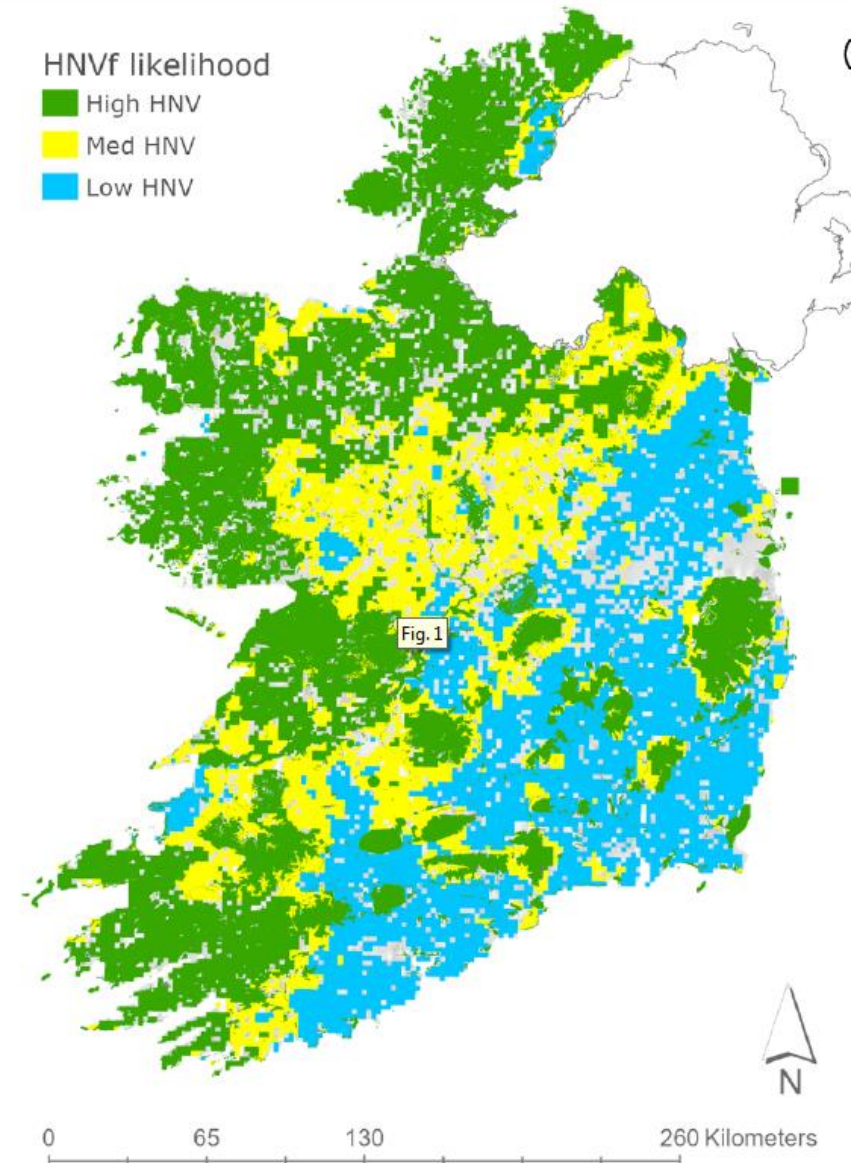 HNVf likelihood
High HNV
Med HNV
Low HNV
Fig. 1
N
0 65 130 260 Kilometers